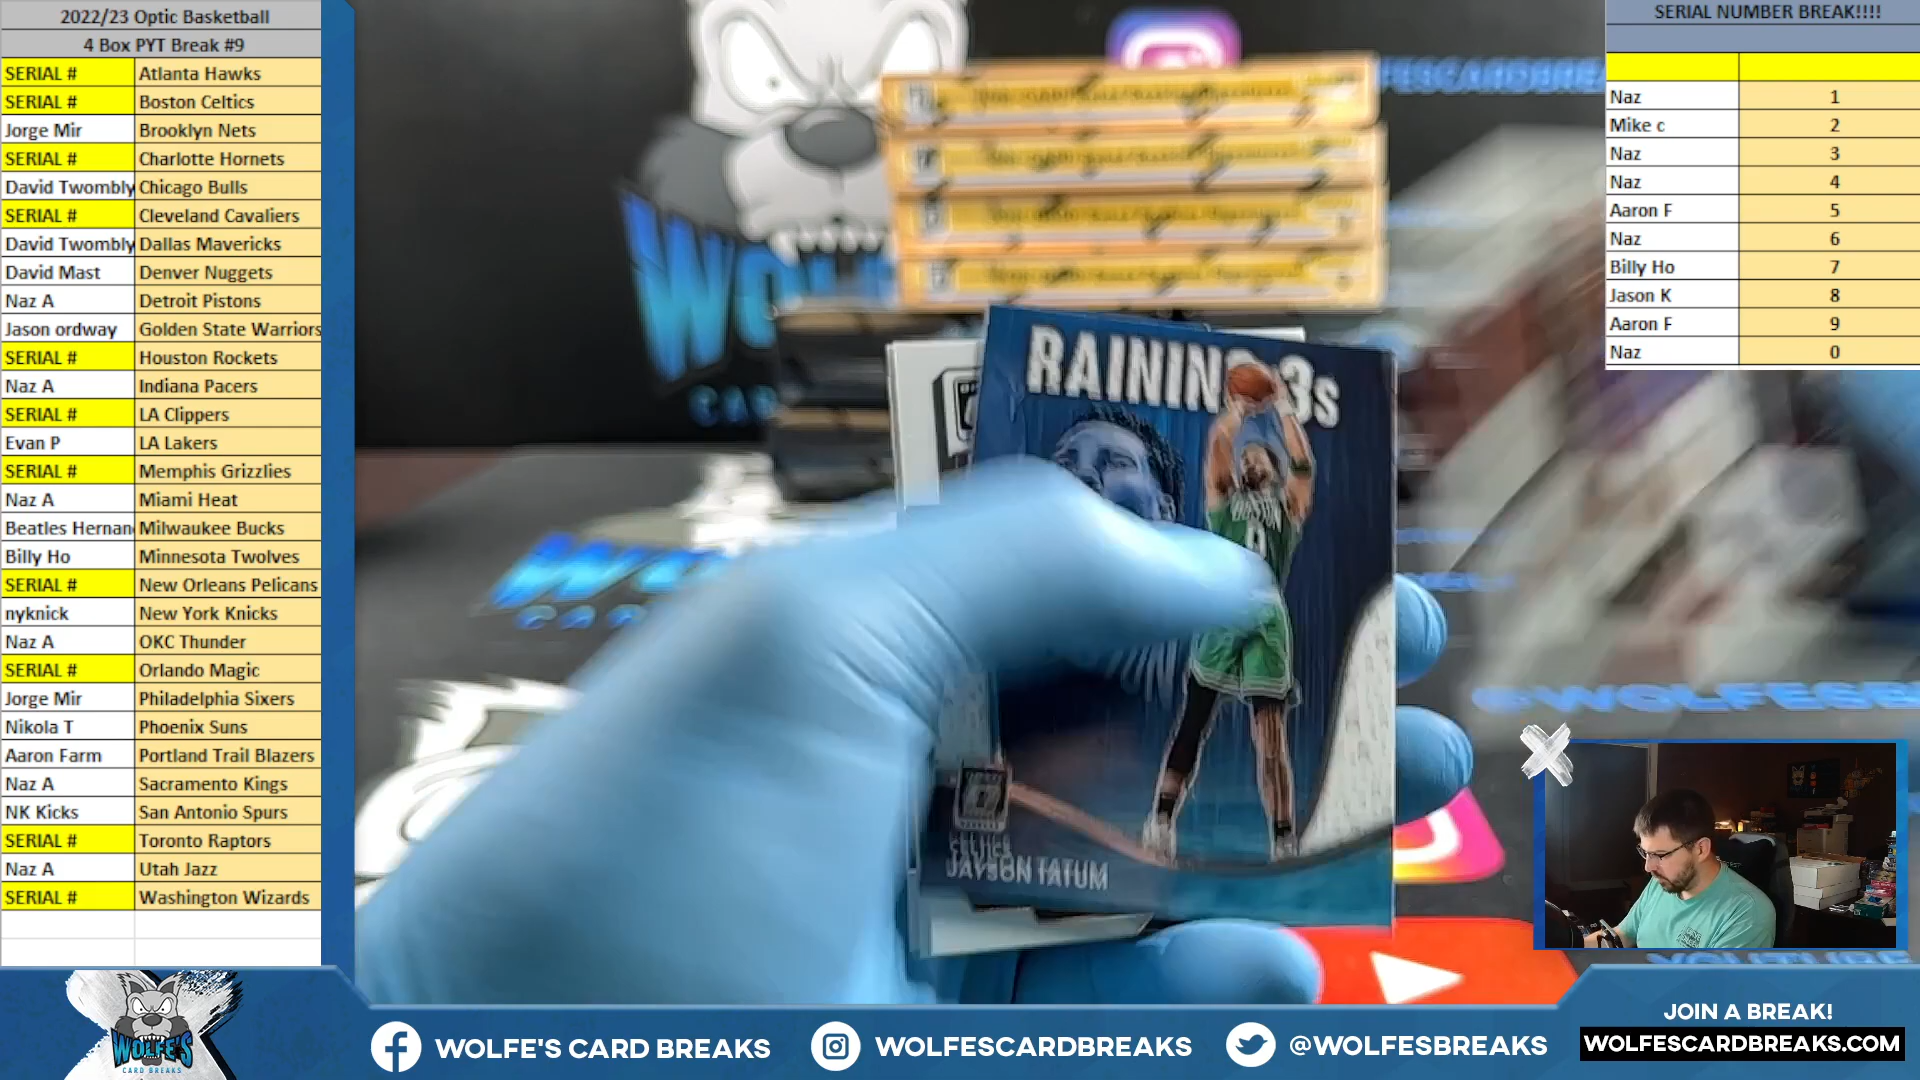 2022/23 Optic Basketball
4 Box PYT Break #9
SERIAL # Atlanta Hawks
SERIAL # Boston Celtics
Jorge Mir Brooklyn Nets
SERIAL # Charlotte Hornets
David Twombly Chicago Bulls
SERIAL # Cleveland Cavaliers
David Twombly Dallas Mavericks
David Mast Denver Nuggets
Naz A Detroit Pistons
Jason ordway Golden State Warriors
SERIAL # Houston Rockets
Naz A Indiana Pacers
SERIAL # LA Clippers
Evan P LA Lakers
SERIAL # Memphis Grizzlies
Naz A Miami Heat
Beatles Hernan Milwaukee Bucks
Billy Ho Minnesota Twolves
SERIAL # New Orleans Pelicans
nyknick New York Knicks
Naz A OKC Thunder
SERIAL # Orlando Magic
Jorge Mir Philadelphia Sixers
Nikola T Phoenix Suns
Aaron Farm Portland Trail Blazers
Naz A Sacramento Kings
NK Kicks San Antonio Spurs
SERIAL # Toronto Raptors
Naz A Utah Jazz
SERIAL # Washington Wizards
SERIAL NUMBER BREAK!!!!
Naz 1
Mike c 2
Naz 3
Naz 4
Aaron F 5
Naz 6
Billy Ho 7
Jason K 8
Aaron F 9
Naz 0
RAINING 3s
CELTICS
JAYSON TATUM
@WOLFESB
WOLFE'S
CARD BREAKS
WOLFE'S CARD BREAKS
WOLFESCARDBREAKS
@WOLFESBREAKS
JOIN A BREAK!
WOLFESCARDBREAKS.COM